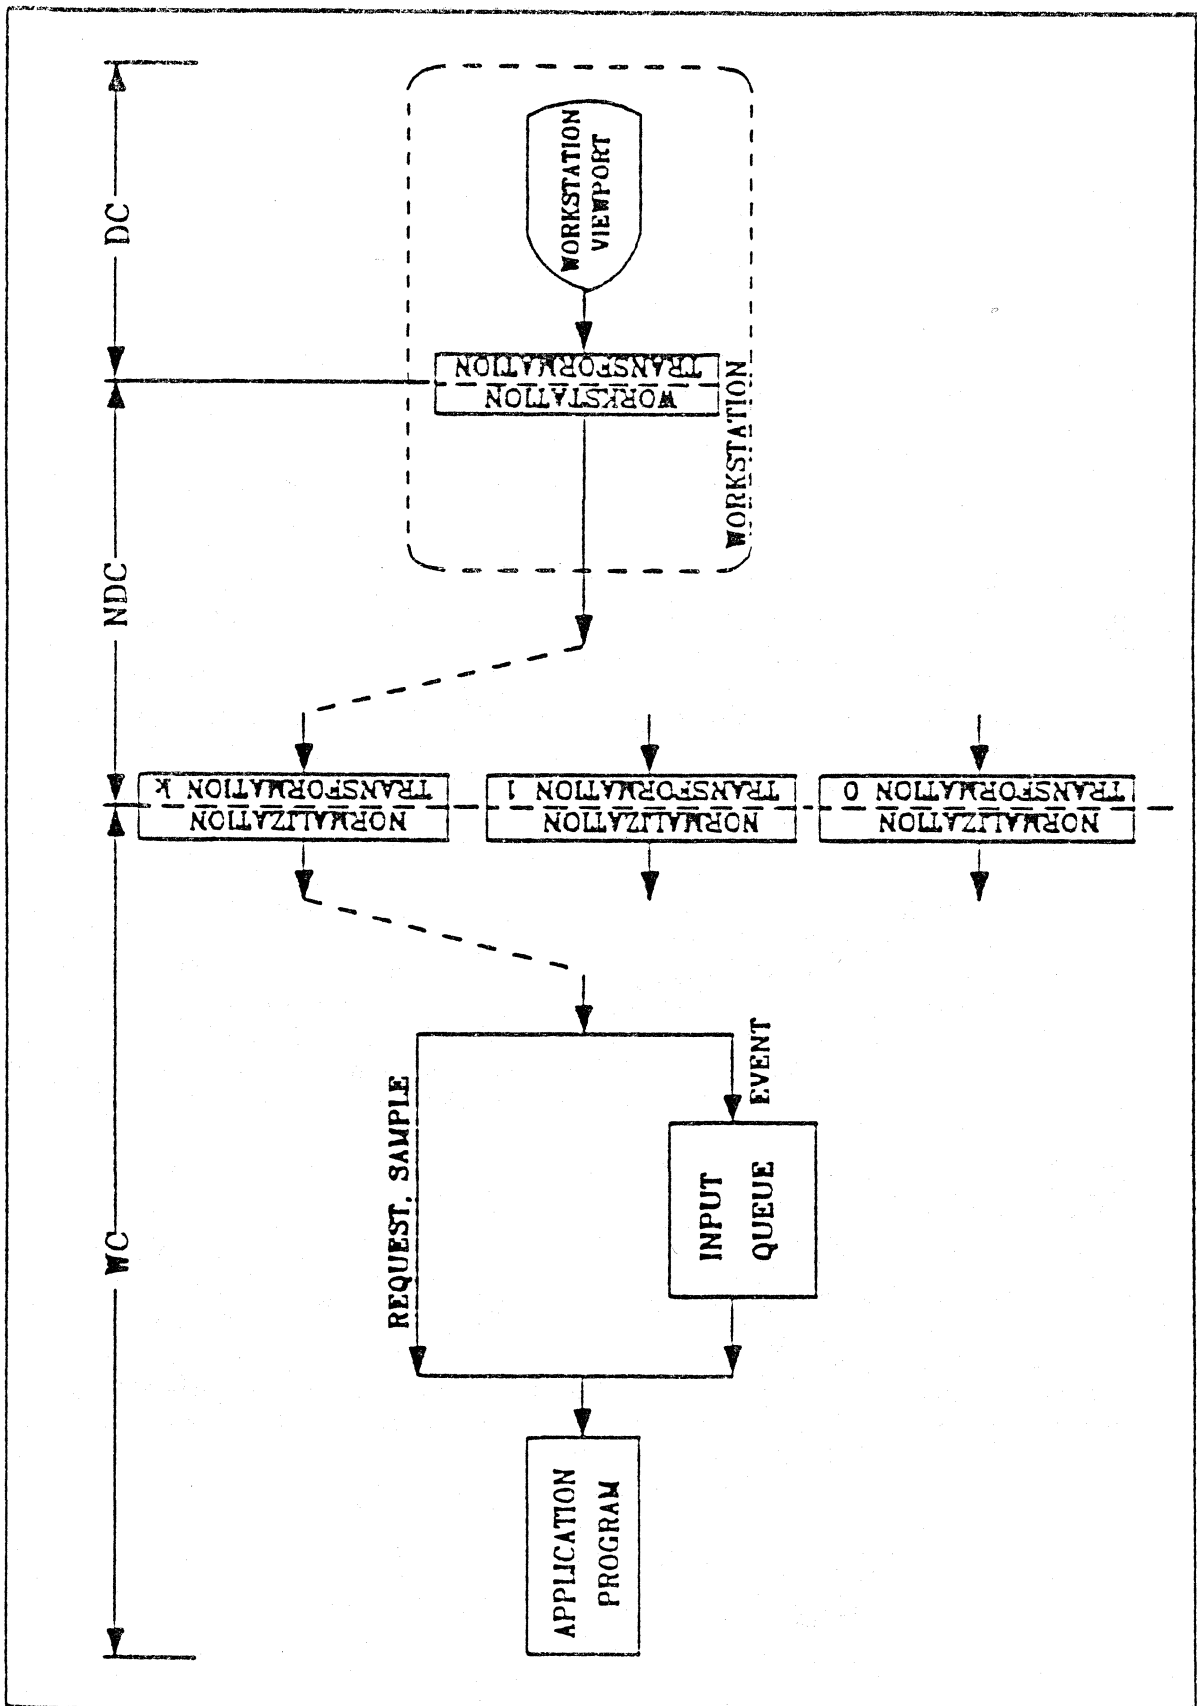 DC
NDC
WC
WORKSTATION
VIEWPORT
WORKSTATION
TRANSFORMATION
WORKSTATION
NORMALIZATION
TRANSFORMATION k
NORMALIZATION
TRANSFORMATION 1
NORMALIZATION
TRANSFORMATION 0
REQUEST, SAMPLE
EVENT
INPUT
QUEUE
APPLICATION
PROGRAM